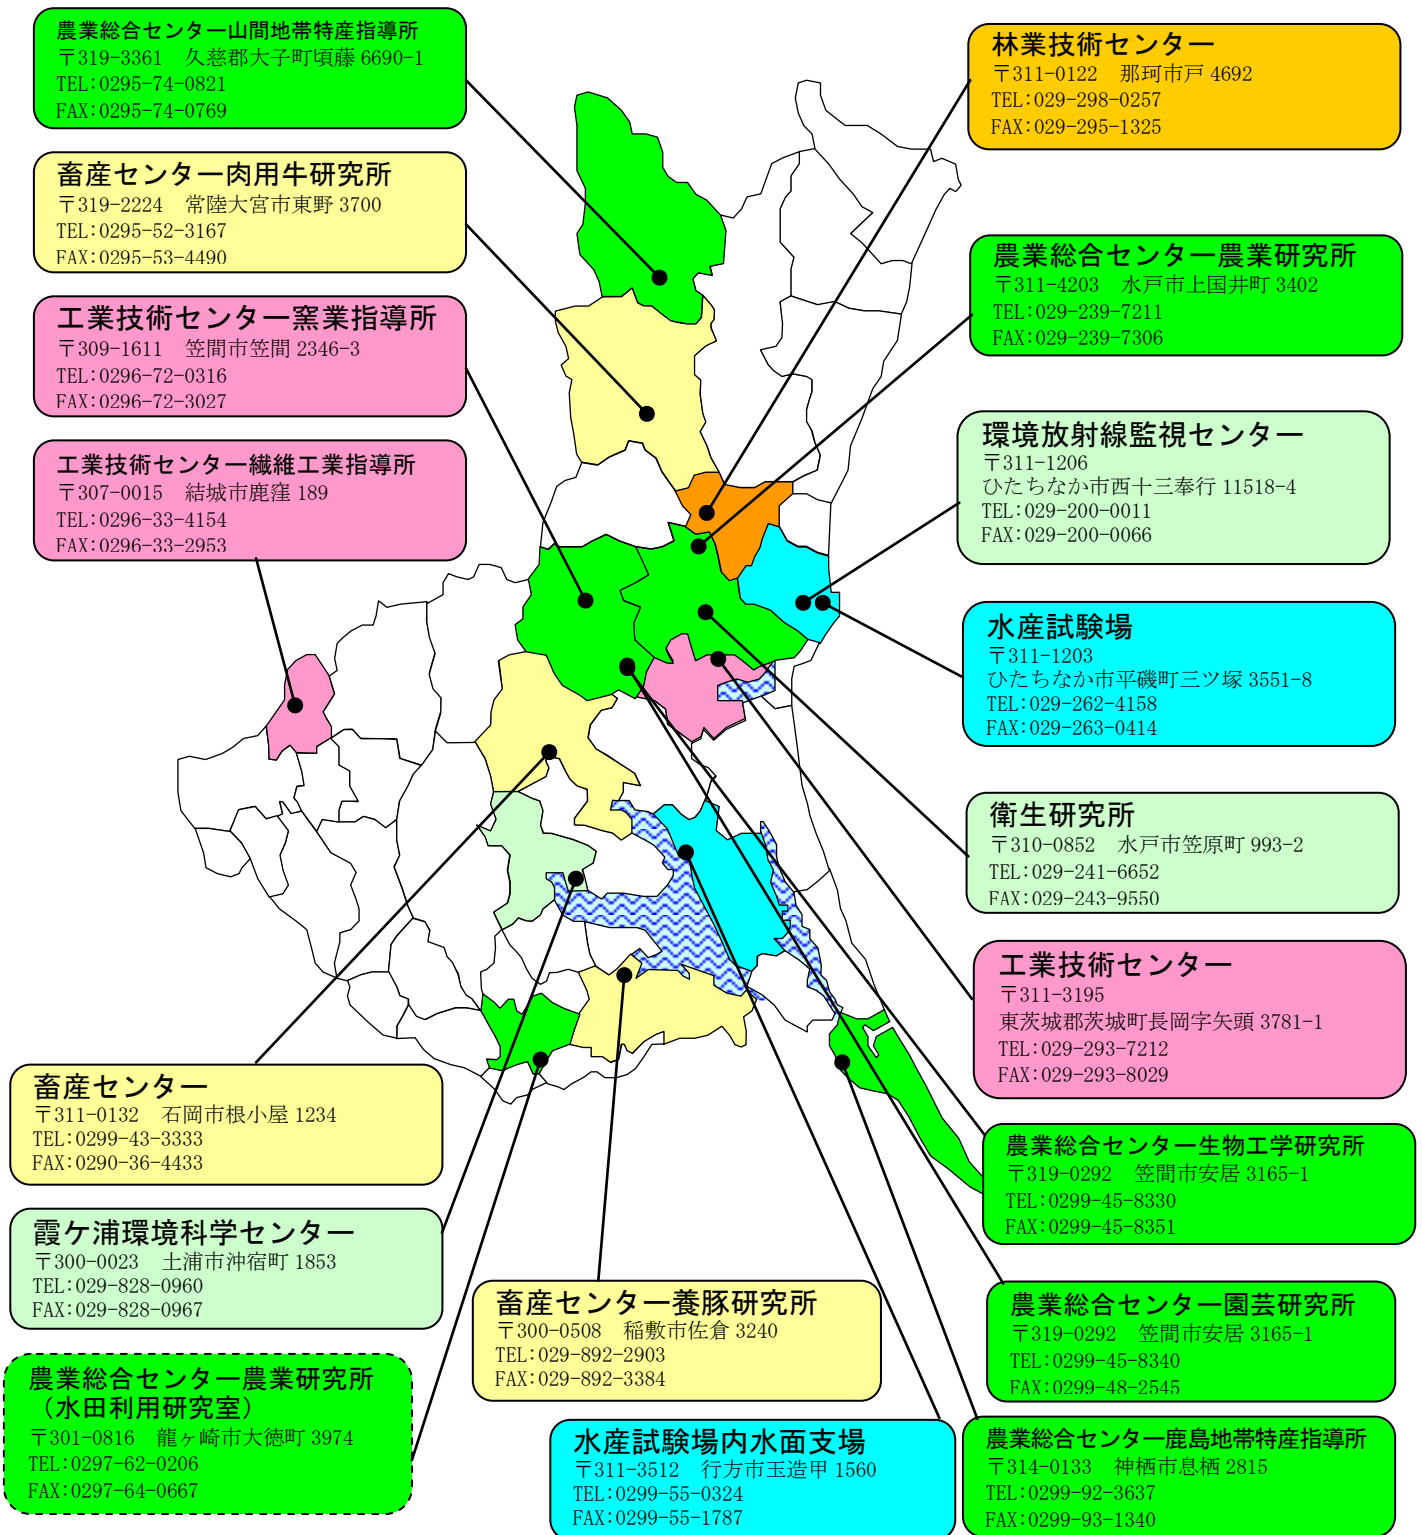 農業総合センター山間地帯特産指導所
〒319-3361　久慈郡大子町頃藤 6690-1
TEL:0295-74-0821
FAX:0295-74-0769
畜産センター肉用牛研究所
〒319-2224　常陸大宮市東野 3700
TEL:0295-52-3167
FAX:0295-53-4490
工業技術センター窯業指導所
〒309-1611　笠間市笠間 2346-3
TEL:0296-72-0316
FAX:0296-72-3027
工業技術センター繊維工業指導所
〒307-0015　結城市鹿窪 189
TEL:0296-33-4154
FAX:0296-33-2953
林業技術センター
〒311-0122　那珂市戸 4692
TEL:029-298-0257
FAX:029-295-1325
農業総合センター農業研究所
〒311-4203　水戸市上国井町 3402
TEL:029-239-7211
FAX:029-239-7306
環境放射線監視センター
〒311-1206
ひたちなか市西十三奉行 11518-4
TEL:029-200-0011
FAX:029-200-0066
水産試験場
〒311-1203
ひたちなか市平磯町三ツ塚 3551-8
TEL:029-262-4158
FAX:029-263-0414
衛生研究所
〒310-0852　水戸市笠原町 993-2
TEL:029-241-6652
FAX:029-243-9550
工業技術センター
〒311-3195
東茨城郡茨城町長岡字矢頭 3781-1
TEL:029-293-7212
FAX:029-293-8029
畜産センター
〒311-0132　石岡市根小屋 1234
TEL:0299-43-3333
FAX:0290-36-4433
霞ケ浦環境科学センター
〒300-0023　土浦市沖宿町 1853
TEL:029-828-0960
FAX:029-828-0967
農業総合センター農業研究所
（水田利用研究室）
〒301-0816　龍ヶ崎市大徳町 3974
TEL:0297-62-0206
FAX:0297-64-0667
畜産センター養豚研究所
〒300-0508　稲敷市佐倉 3240
TEL:029-892-2903
FAX:029-892-3384
水産試験場内水面支場
〒311-3512　行方市玉造甲 1560
TEL:0299-55-0324
FAX:0299-55-1787
農業総合センター生物工学研究所
〒319-0292　笠間市安居 3165-1
TEL:0299-45-8330
FAX:0299-45-8351
農業総合センター園芸研究所
〒319-0292　笠間市安居 3165-1
TEL:0299-45-8340
FAX:0299-48-2545
農業総合センター鹿島地帯特産指導所
〒314-0133　神栖市息栖 2815
TEL:0299-92-3637
FAX:0299-93-1340